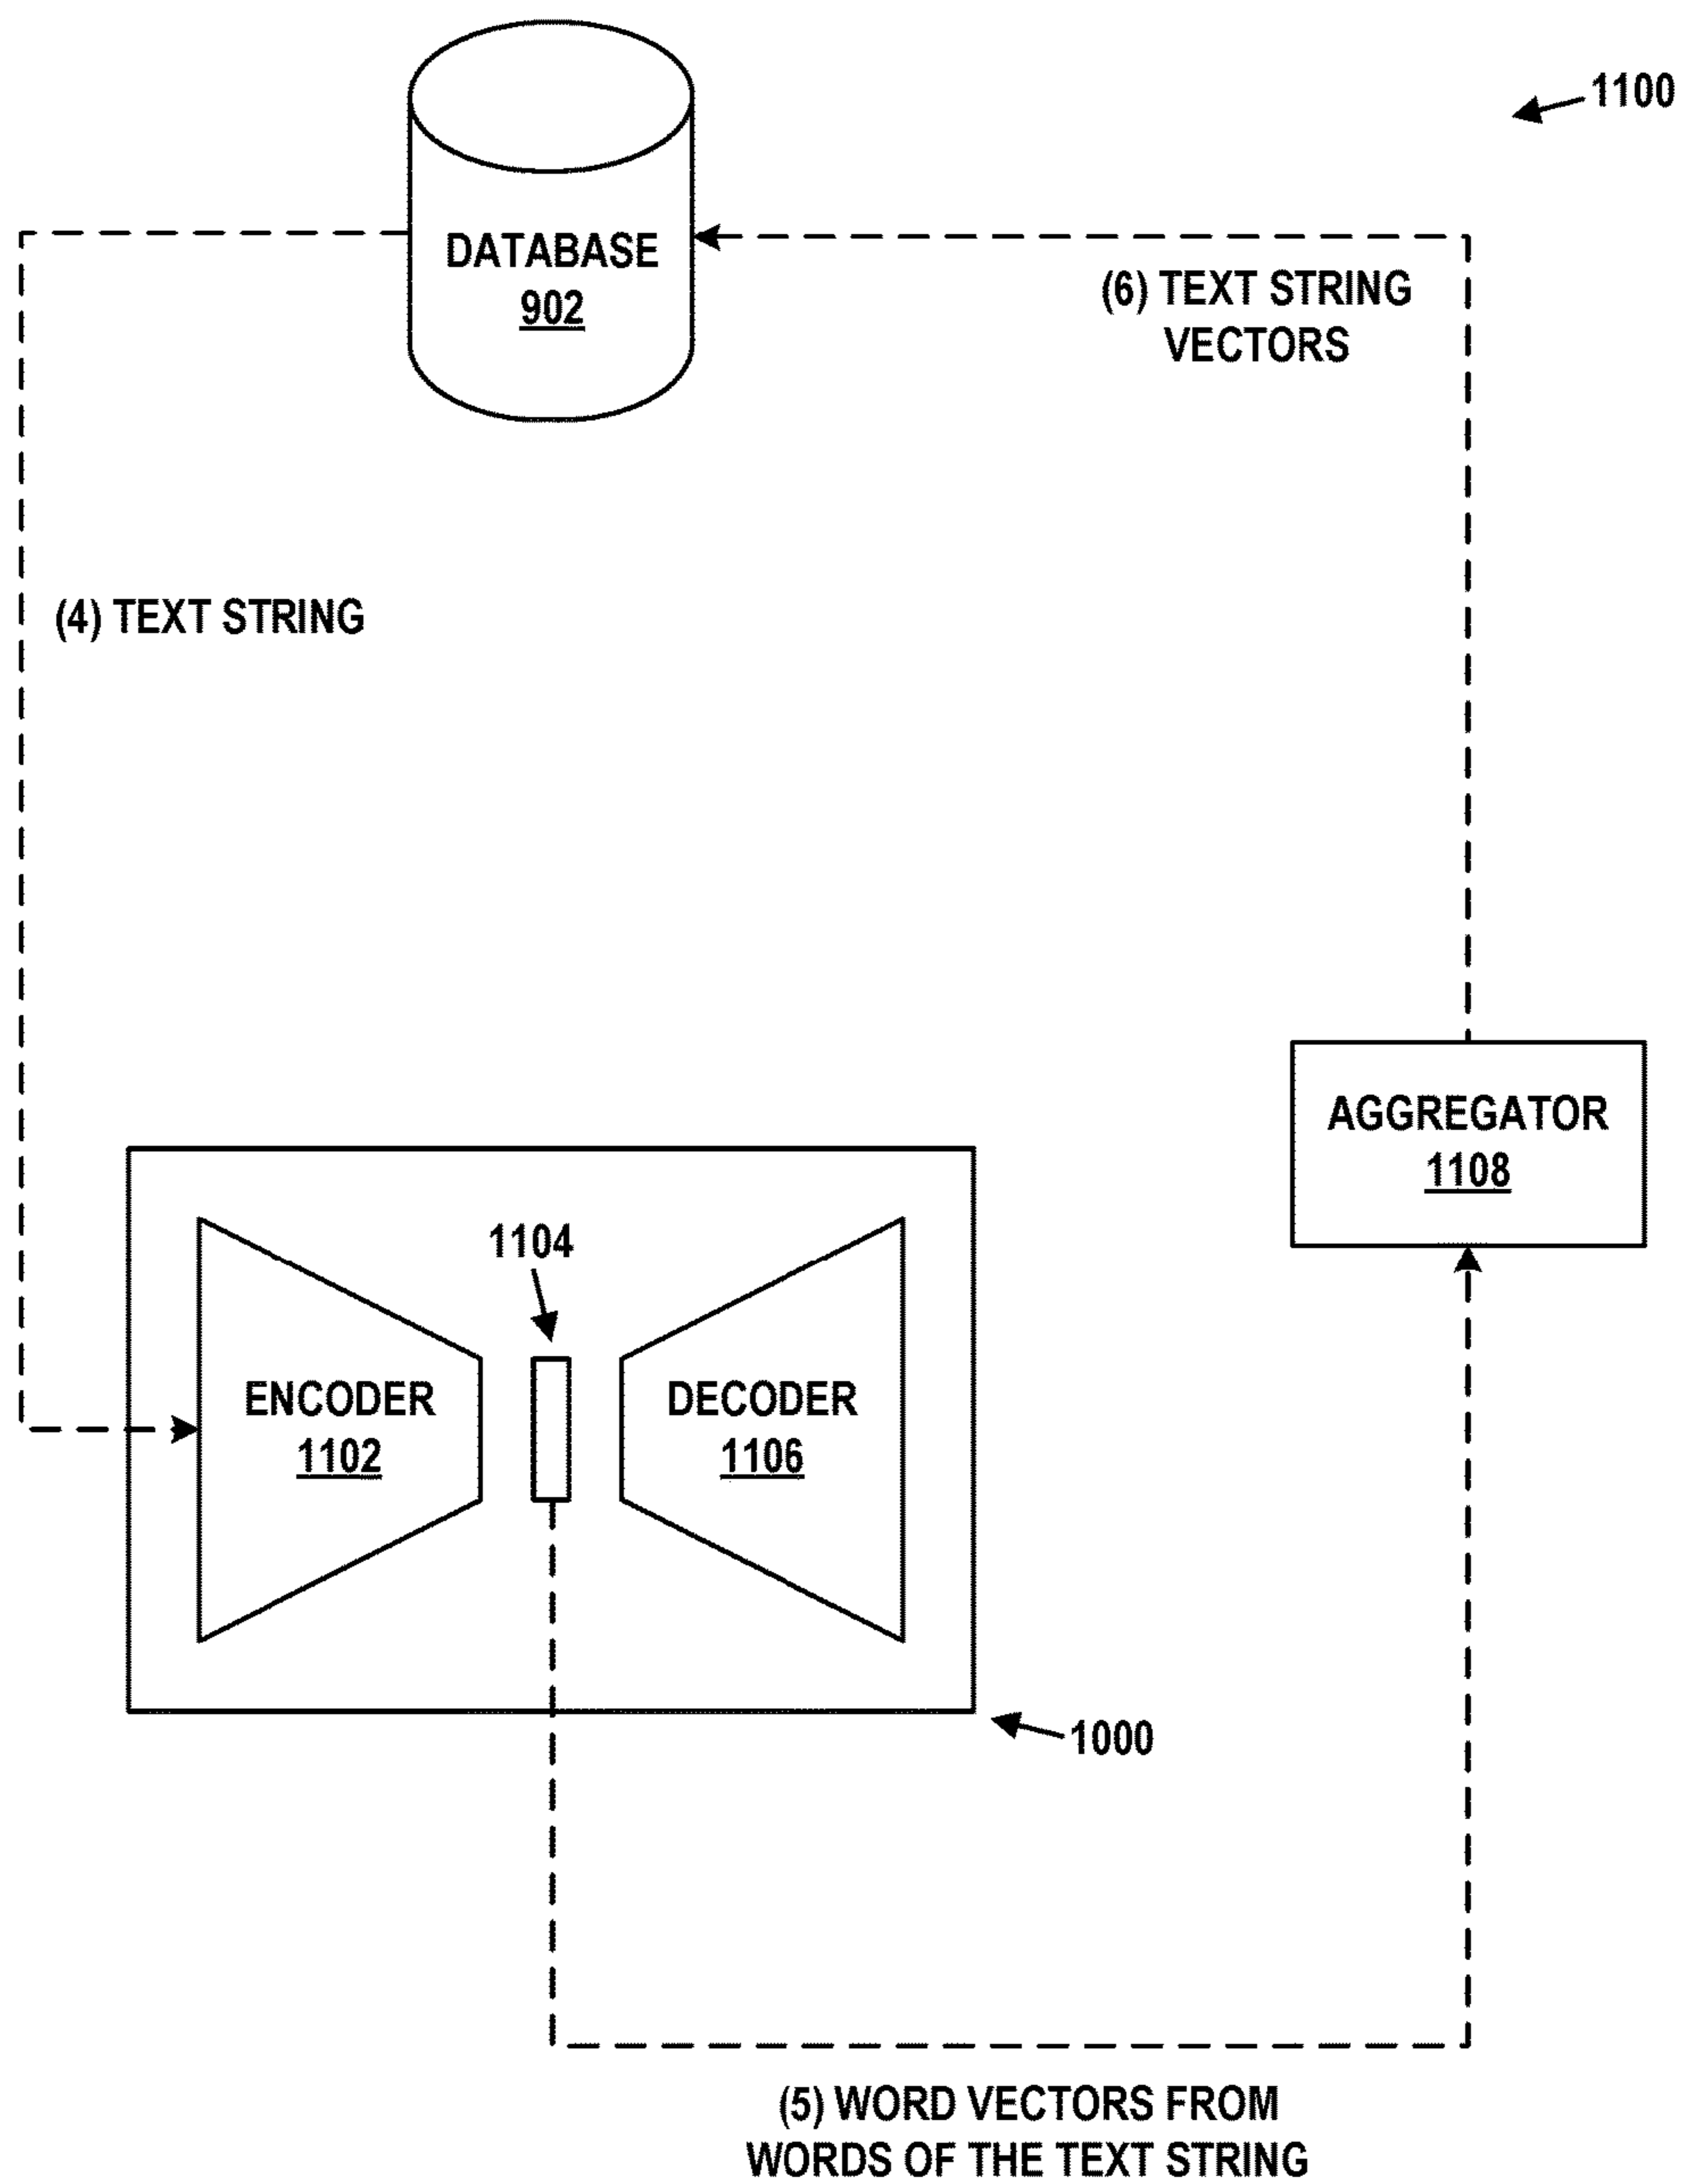 1100
DATABASE
902
(6) TEXT STRING
VECTORS
(4) TEXT STRING
AGGREGATOR
1108
1104
ENCODER
1102
DECODER
1106
1000
(5) WORD VECTORS FROM
WORDS OF THE TEXT STRING